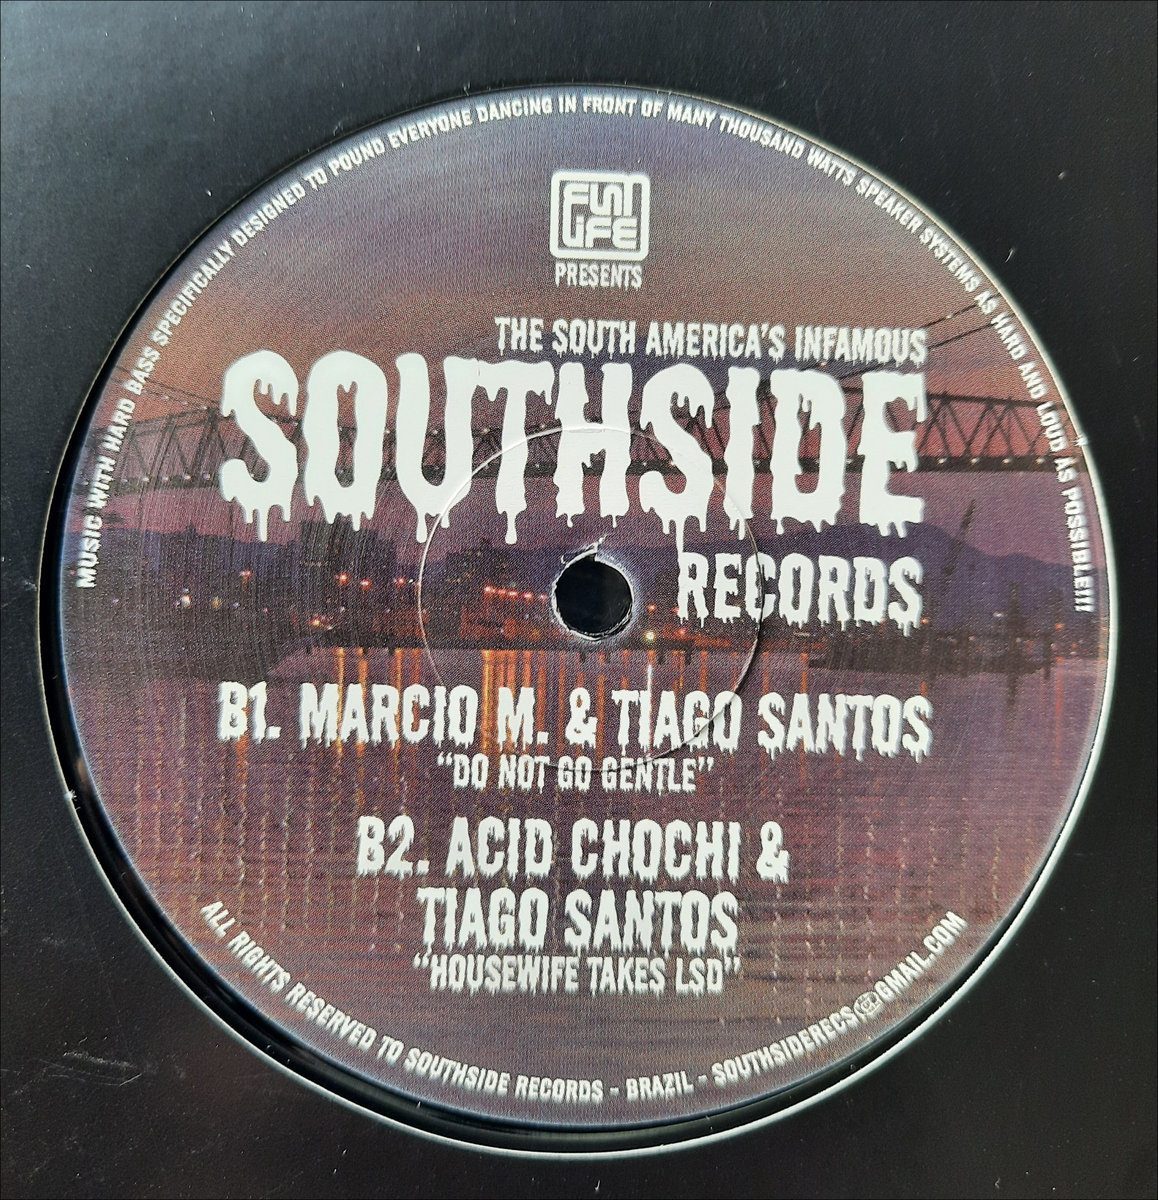 MUSIC WITH HARD BASS SPECIFICALLY DESIGNED TO POUND EVERYONE DANCING IN FRONT OF MANY THOUSAND WATTS SPEAKER SYSTEMS AS HARD AND LOUD AS POSSIBLE!!!
FLAT
LIFE
PRESENTS
THE SOUTH AMERICA'S INFAMOUS
SOUTHSIDE
RECORDS
B1. MARCIO M. & TIAGO SANTOS
"DO NOT GO GENTLE"
B2. ACID CHOCHI &
TIAGO SANTOS
"HOUSEWIFE TAKES LSD"
ALL RIGHTS RESERVED TO SOUTHSIDE RECORDS - BRAZIL - SOUTHSIDERECS@GMAIL.COM